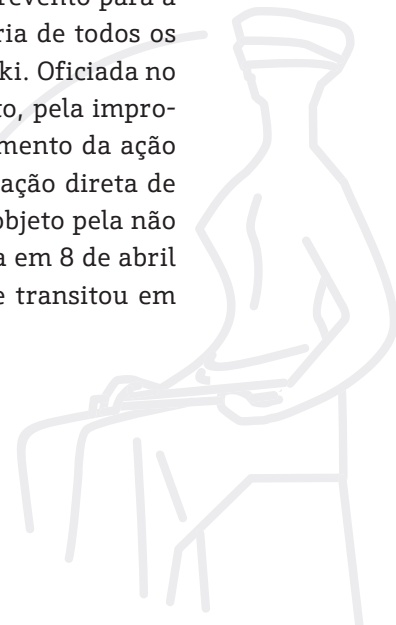 revento para a
ria de todos os
ki. Oficiada no
to, pela impro-
mento da ação
ação direta de
objeto pela não
a em 8 de abril
e transitou em